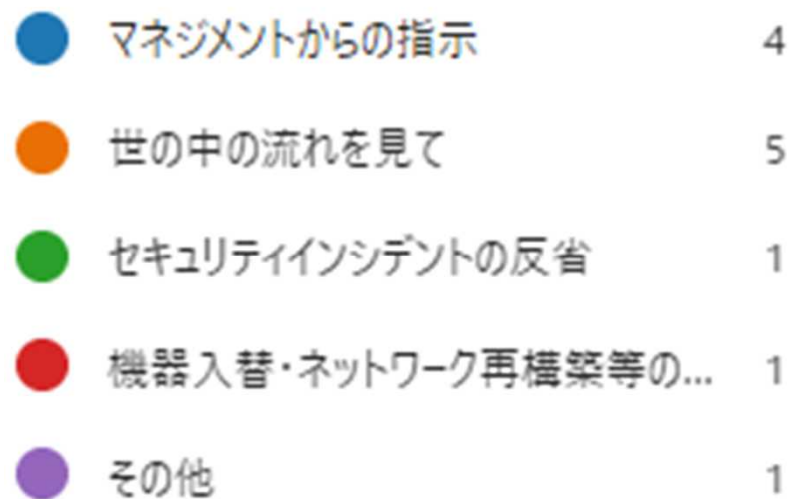 マネジメントからの指示 4
世の中の流れを見て 5
セキュリティインシデントの反省 1
機器入替・ネットワーク再構築等の... 1
その他 1